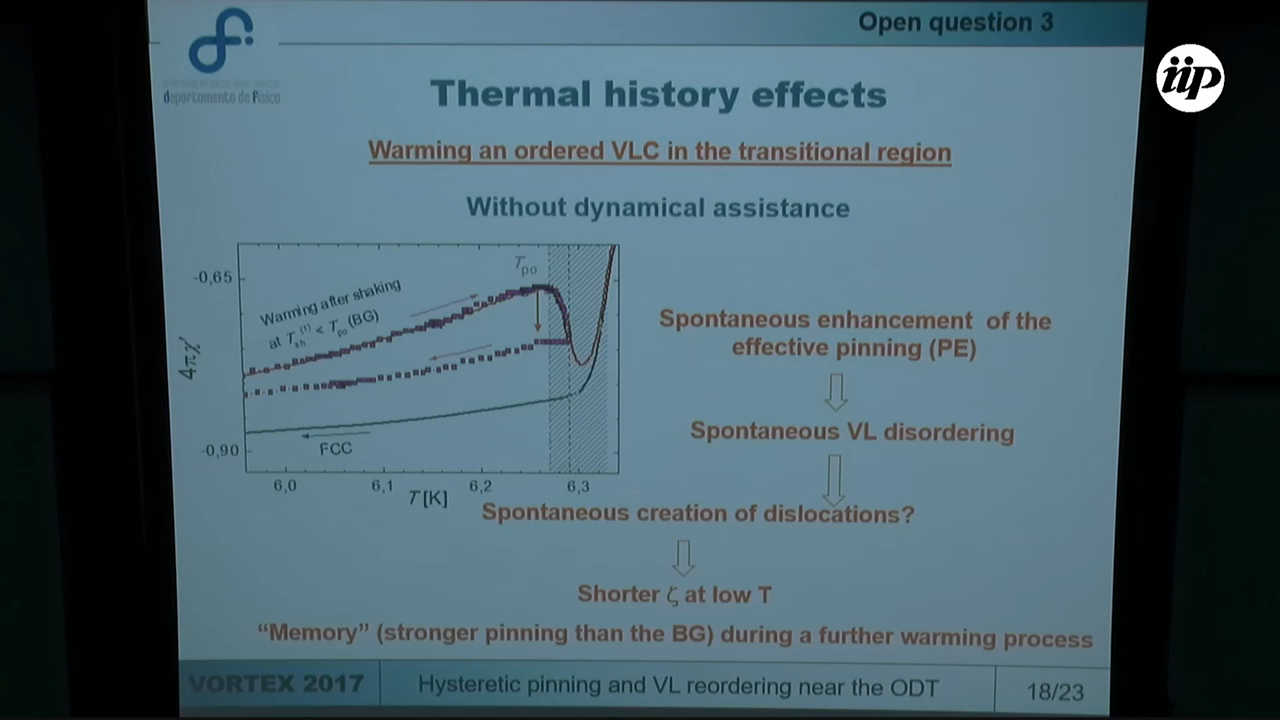 Open question 3
iip
departamento de Física
Thermal history effects
Warming an ordered VLC in the transitional region
Without dynamical assistance
-0,65
-0,90
4πχ'
Warming after shaking
at T_sh^(1) < T_po (BG)
T_po
FCC
6,0 6,1 6,2 6,3
T [K]
Spontaneous enhancement of the
effective pinning (PE)
Spontaneous VL disordering
Spontaneous creation of dislocations?
Shorter ζ at low T
“Memory” (stronger pinning than the BG) during a further warming process
VORTEX 2017
Hysteretic pinning and VL reordering near the ODT
18/23